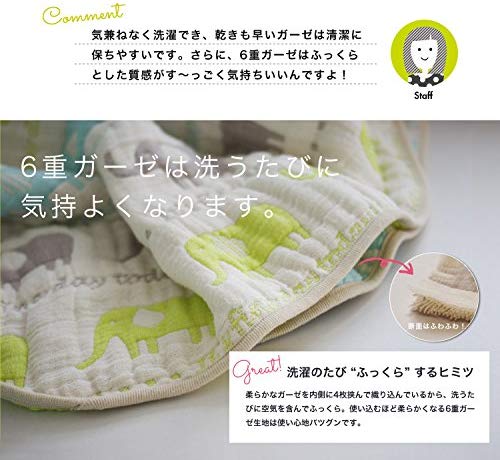 Comment
気兼ねなく洗濯でき、乾きも早いガーゼは清潔に
保ちやすいです。さらに、6重ガーゼはふっくら
とした質感がす〜っごく気持ちいいんですよ！
Staff
6重ガーゼは洗うたびに
気持よくなります。
断面はふわふわ！
Great!
洗濯のたび “ふっくら” するヒミツ
柔らかなガーゼを内側に4枚挟んで織り込んでいるから、洗うた
びに空気を含んでふっくら。使い込むほど柔らかくなる6重ガー
ゼ生地は使い心地バツグンです。